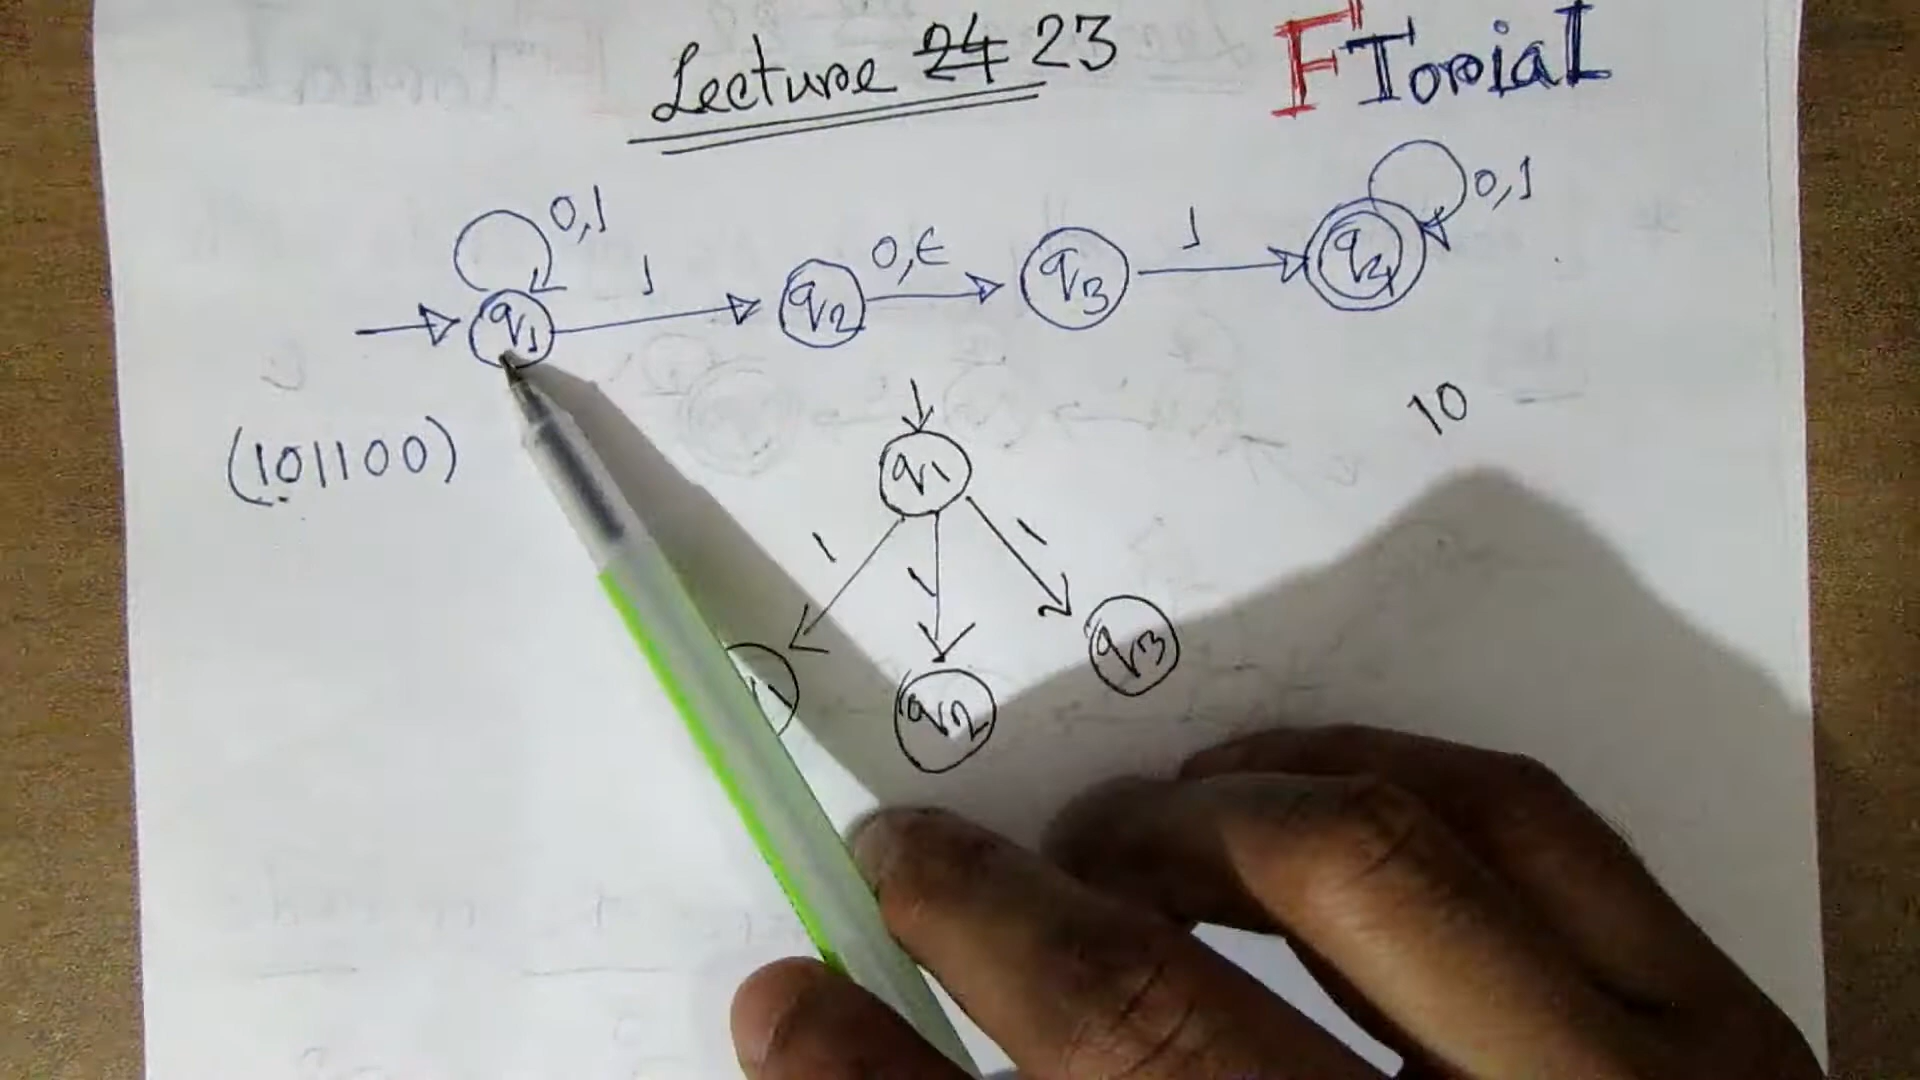 Lecture 24 23
FTorial
0,1
0,1
1
0,ϵ
1
q1
q2
q3
q4
10
(101100)
q1
1
1
1
q3
q2